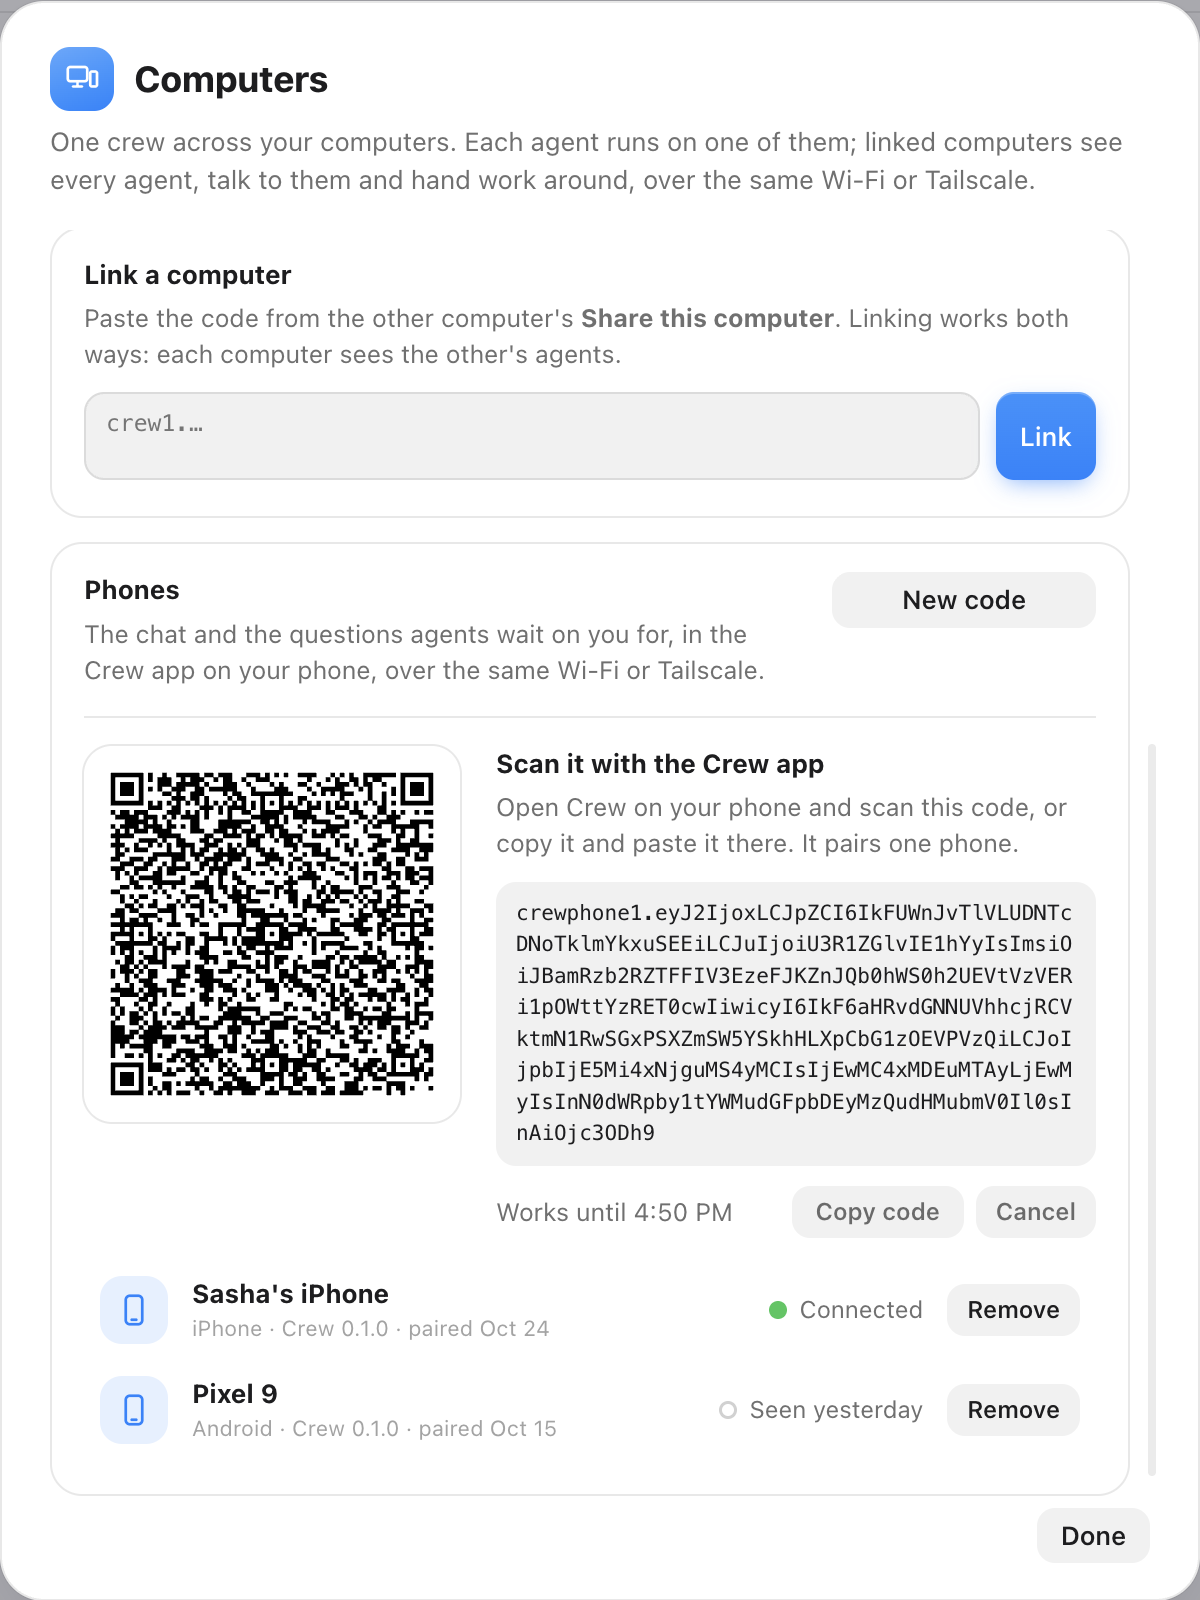 Computers
One crew across your computers. Each agent runs on one of them; linked computers see
every agent, talk to them and hand work around, over the same Wi-Fi or Tailscale.
Link a computer
Paste the code from the other computer's Share this computer. Linking works both
ways: each computer sees the other's agents.
crew1.…
Link
Phones
New code
The chat and the questions agents wait on you for, in the
Crew app on your phone, over the same Wi-Fi or Tailscale.
Scan it with the Crew app
Open Crew on your phone and scan this code, or
copy it and paste it there. It pairs one phone.
crewphone1.eyJ2IjoxLCJpZCI6IkFUWnJvTlVLUDNTc
DNoTklmYkxuSEEiLCJuIjoiU3R1ZGlvIE1hYyIsImsiO
iJBamRzb2RZTFFIV3EzeFJKZnJQb0hWS0h2UEVtVzVER
i1pOWttYzRET0cwIiwicyI6IkF6aHRvdGNNUVhhcjRCV
ktmN1RwSGxPSXZmSW5YSkhHLXpCbG1zOEVPVzQiLCJoI
jpbIjE5Mi4xNjguMS4yMCIsIjEwMC4xMDEuMTAyLjEwM
yIsInN0dWRpby1tYWMudGFpbDEyMzQudHMubmV0Il0sI
nAiOjc3ODh9
Works until 4:50 PM
Copy code
Cancel
Sasha's iPhone
iPhone · Crew 0.1.0 · paired Oct 24
Connected
Remove
Pixel 9
Android · Crew 0.1.0 · paired Oct 15
Seen yesterday
Remove
Done